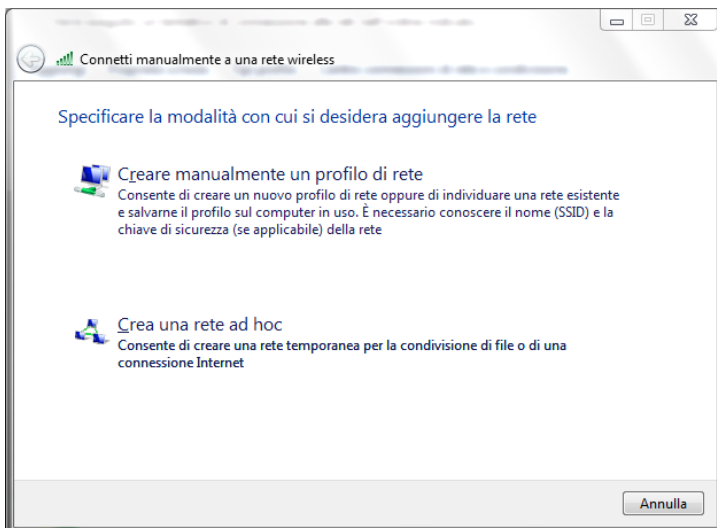 Connetti manualmente a una rete wireless
Specificare la modalità con cui si desidera aggiungere la rete
Creare manualmente un profilo di rete
Consente di creare un nuovo profilo di rete oppure di individuare una rete esistente
e salvarne il profilo sul computer in uso. È necessario conoscere il nome (SSID) e la
chiave di sicurezza (se applicabile) della rete
Crea una rete ad hoc
Consente di creare una rete temporanea per la condivisione di file o di una
connessione Internet
Annulla